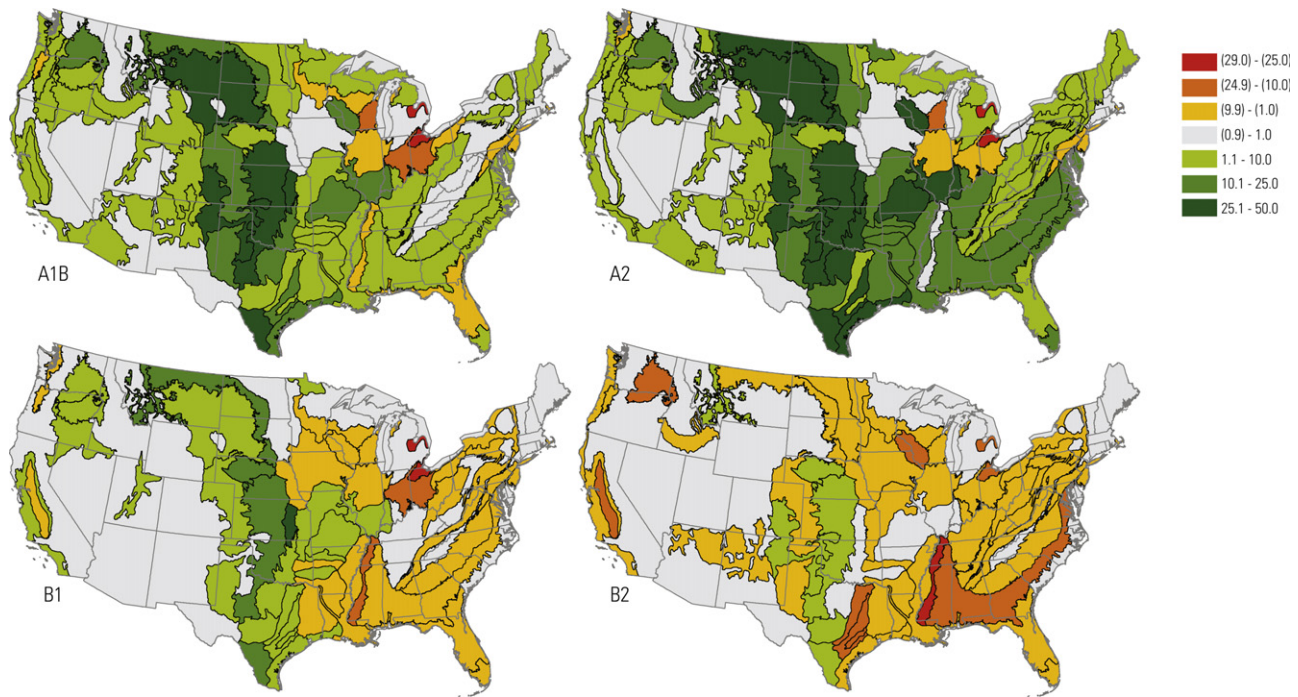 A1B
A2
(29.0) - (25.0)
(24.9) - (10.0)
(9.9) - (1.0)
(0.9) - 1.0
1.1 - 10.0
10.1 - 25.0
25.1 - 50.0
B1
B2